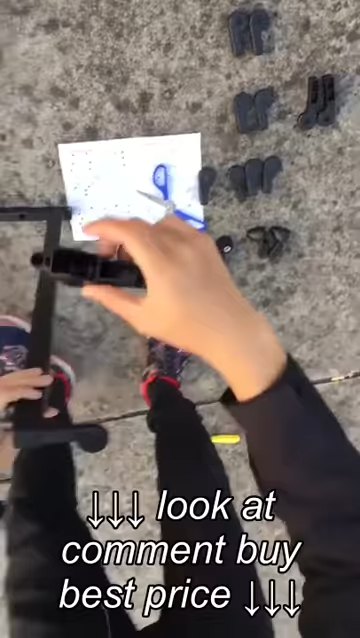 ↓↓↓ look at
comment buy
best price ↓↓↓